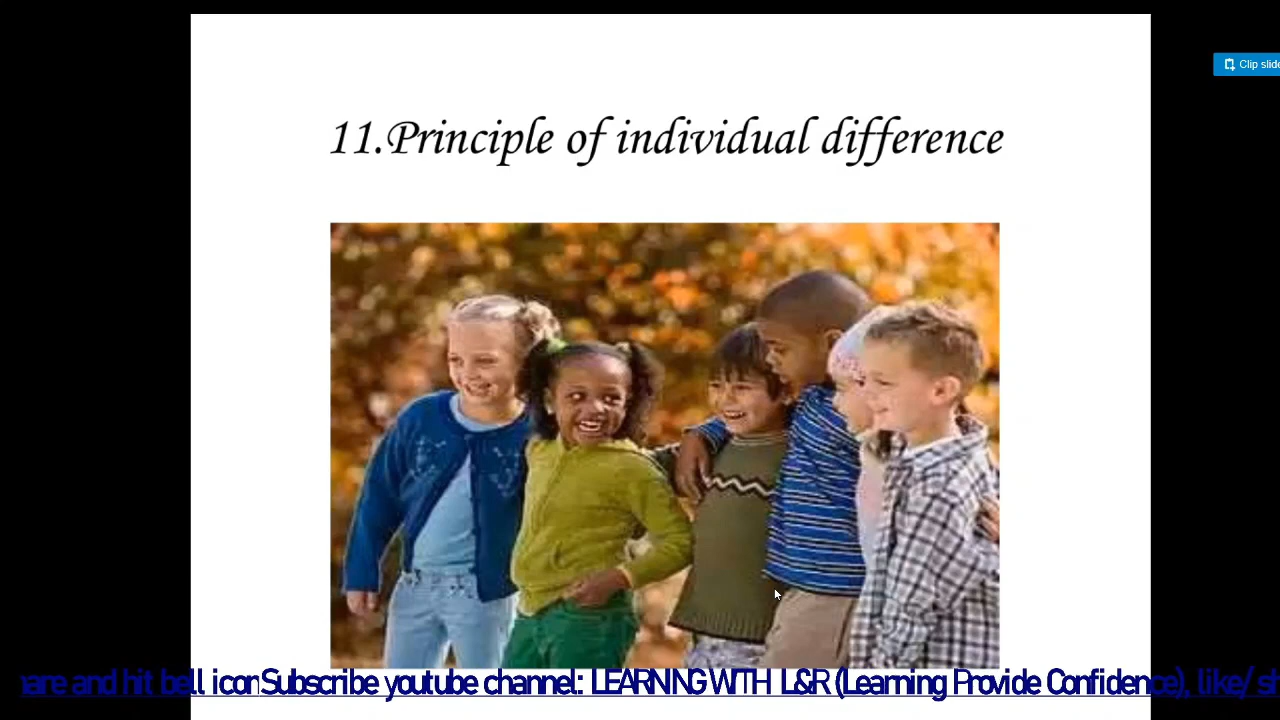 Clip slide
11.Principle of individual difference
are and hit bell iconSubscribe youtube channel: LEARNING WITH L&R (Learning Provide Confidence), like/ sh